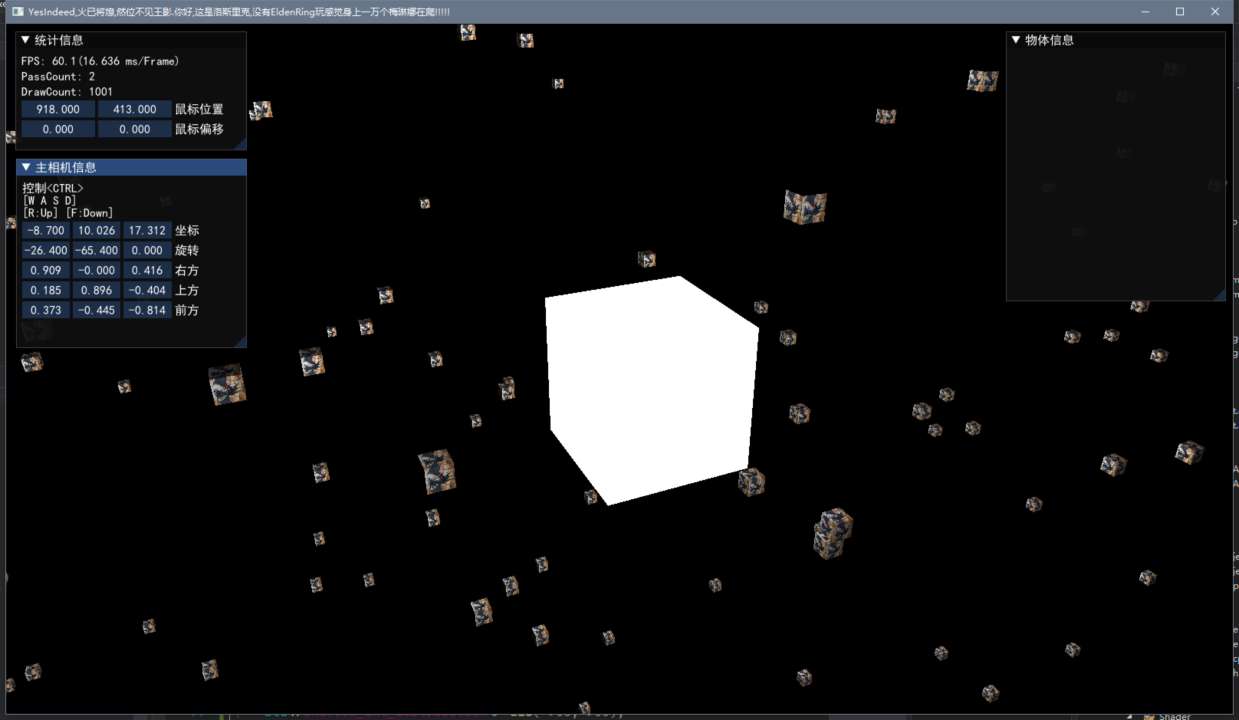 YesIndeed,火已将熄,然位不见王影.你好,这是洛斯里克,没有EldenRing玩感觉身上一万个梅琳娜在爬!!!!!
▼ 统计信息
FPS: 60.1(16.636 ms/Frame)
PassCount: 2
DrawCount: 1001
918.000 413.000 鼠标位置
0.000 0.000 鼠标偏移
▼ 主相机信息
控制<CTRL>
[W A S D]
[R:Up] [F:Down]
-8.700 10.026 17.312 坐标
-26.400 -65.400 0.000 旋转
0.909 -0.000 0.416 右方
0.185 0.896 -0.404 上方
0.373 -0.445 -0.814 前方
▼ 物体信息
Shader